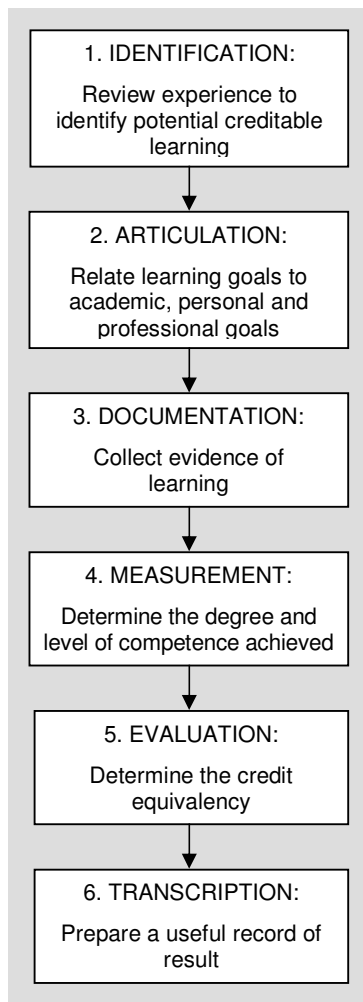 1. IDENTIFICATION:
Review experience to
identify potential creditable
learning
2. ARTICULATION:
Relate learning goals to
academic, personal and
professional goals
3. DOCUMENTATION:
Collect evidence of
learning
4. MEASUREMENT:
Determine the degree and
level of competence achieved
5. EVALUATION:
Determine the credit
equivalency
6. TRANSCRIPTION:
Prepare a useful record of
result